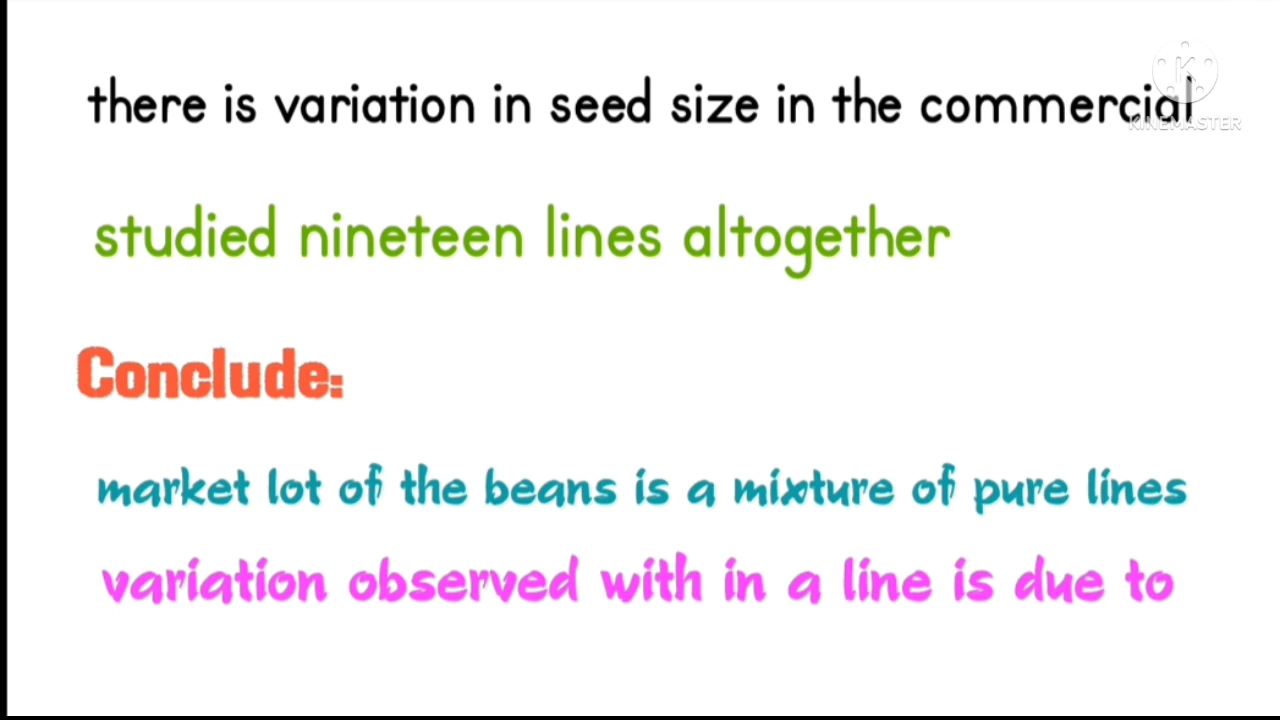 there is variation in seed size in the commercial
KINEMASTER
studied nineteen lines altogether
Conclude:
market lot of the beans is a mixture of pure lines
variation observed with in a line is due to